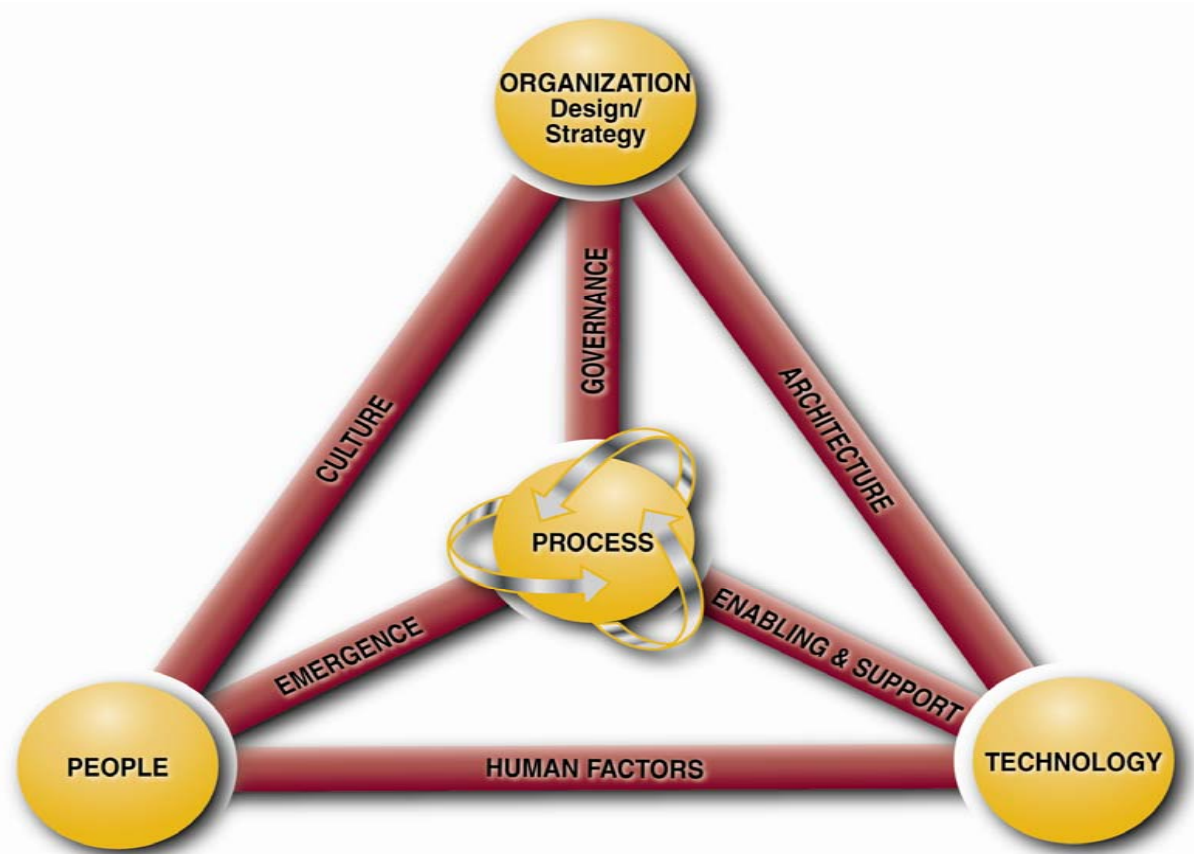 ORGANIZATION
Design/
Strategy
GOVERNANCE
CULTURE
ARCHITECTURE
PROCESS
EMERGENCE
ENABLING & SUPPORT
PEOPLE
HUMAN FACTORS
TECHNOLOGY